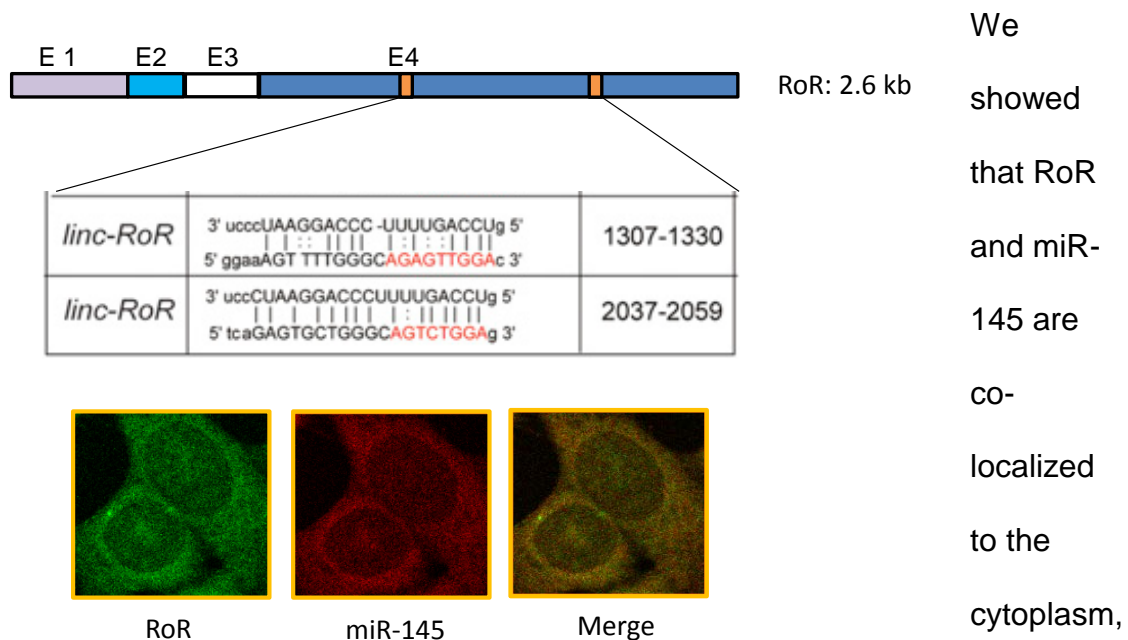 E 1 E2 E3 E4
RoR: 2.6 kb
linc-RoR
3' ucccUAAGGACCC -UUUUGACCUg 5'
5' ggaaAGT TTTGGGCAGAGTTGGAc 3'
1307-1330
linc-RoR
3' uccCUAAGGACCCUUUUGACCUg 5'
5' tcaGAGTGCTGGGCAGTCTGGAg 3'
2037-2059
RoR miR-145 Merge
We
showed
that RoR
and miR-
145 are
co-
localized
to the
cytoplasm,